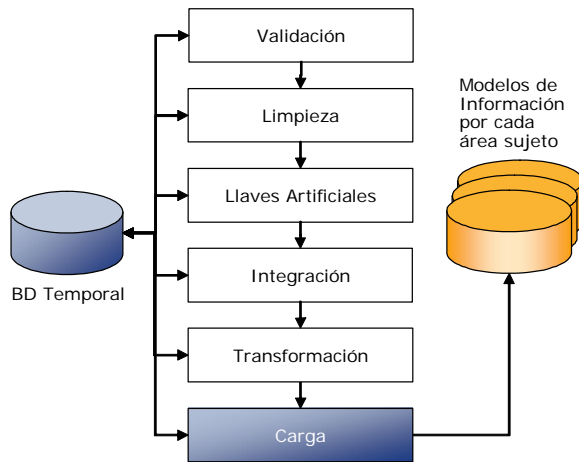 Validación
Limpieza
Llaves Artificiales
Integración
Transformación
Carga
BD Temporal
Modelos de
Información
por cada
área sujeto